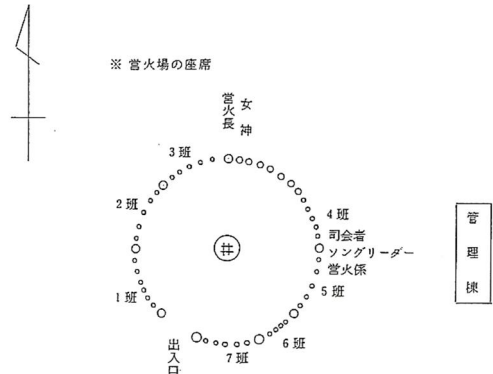 ※ 営火場の座席
女神
営火長
3 班
2 班
4 班
司会者
ソングリーダー
営火係
管理棟
井
1 班
5 班
出入口
7 班
6 班